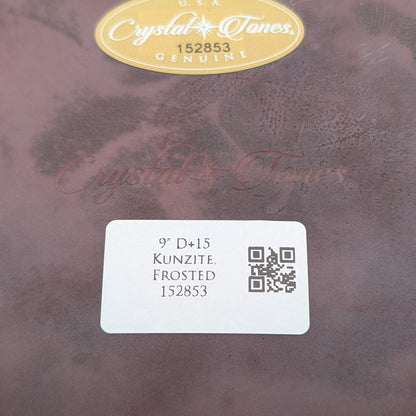 U.S.A.
Crystal Tones®
152853
GENUINE
Crystal Tones
9" D+15
KUNZITE,
FROSTED
152853